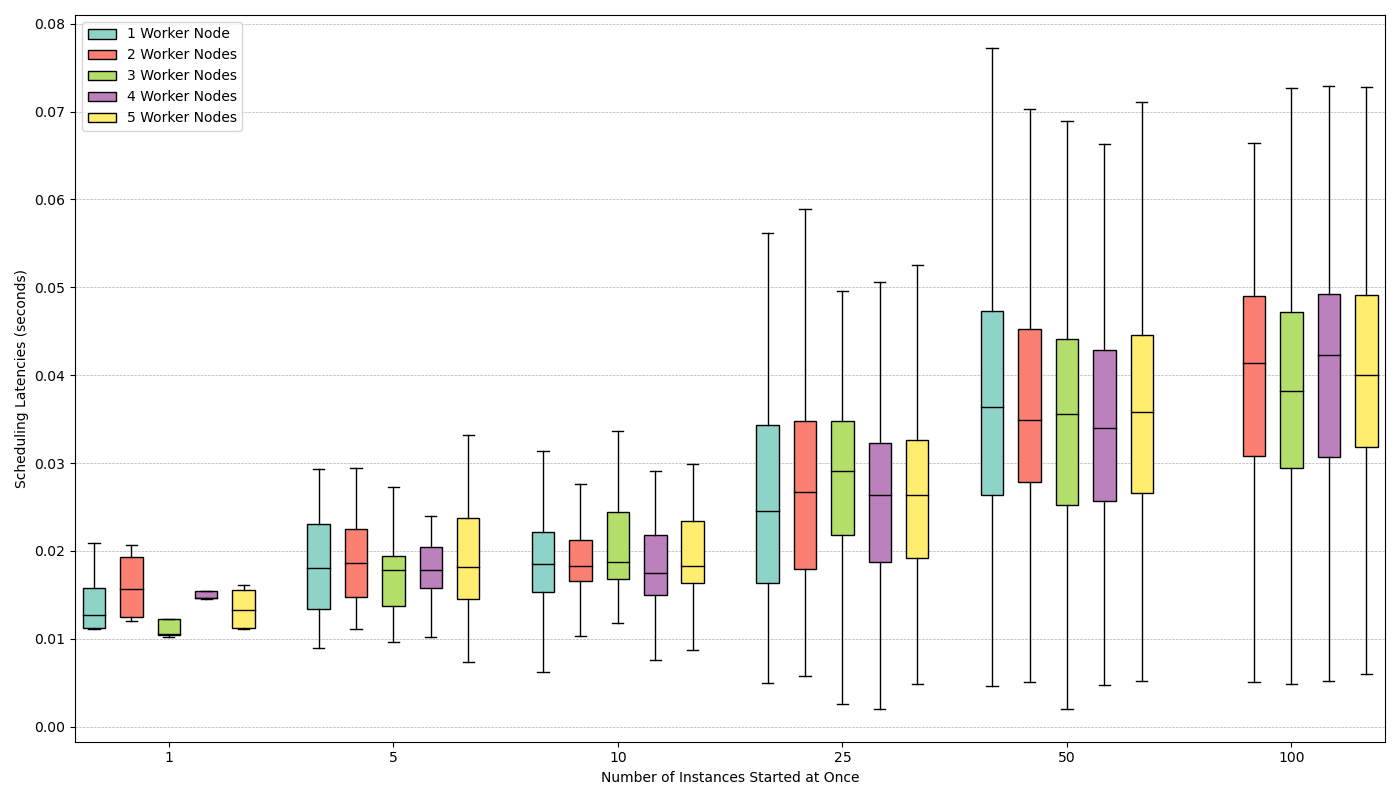 0.08
0.07
0.06
0.05
0.04
0.03
0.02
0.01
0.00
Scheduling Latencies (seconds)
1 Worker Node
2 Worker Nodes
3 Worker Nodes
4 Worker Nodes
5 Worker Nodes
1 5 10 25 50 100
Number of Instances Started at Once